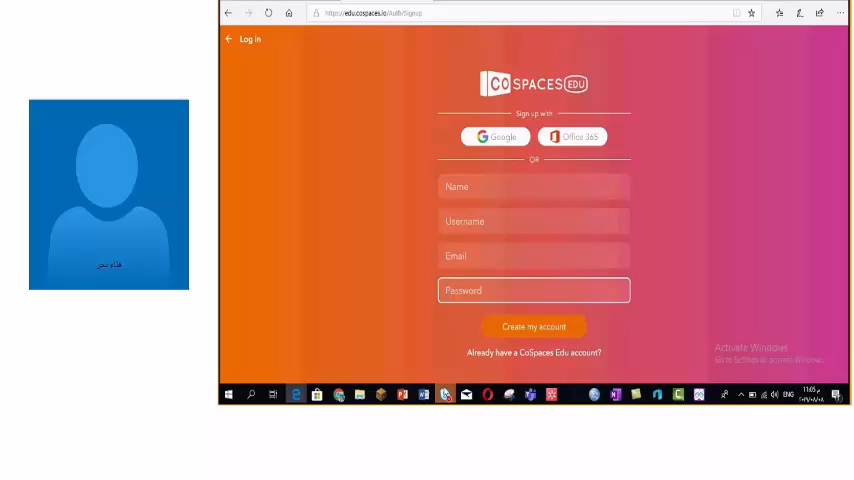 https://edu.cospaces.io/Auth/Signup
Log in
COSPACES EDU
Sign up with
Google
Office 365
OR
Name
Username
Email
Password
Create my account
Already have a CoSpaces Edu account?
Activate Windows
Go to Settings to activate Windows.
ENG
11:05 م